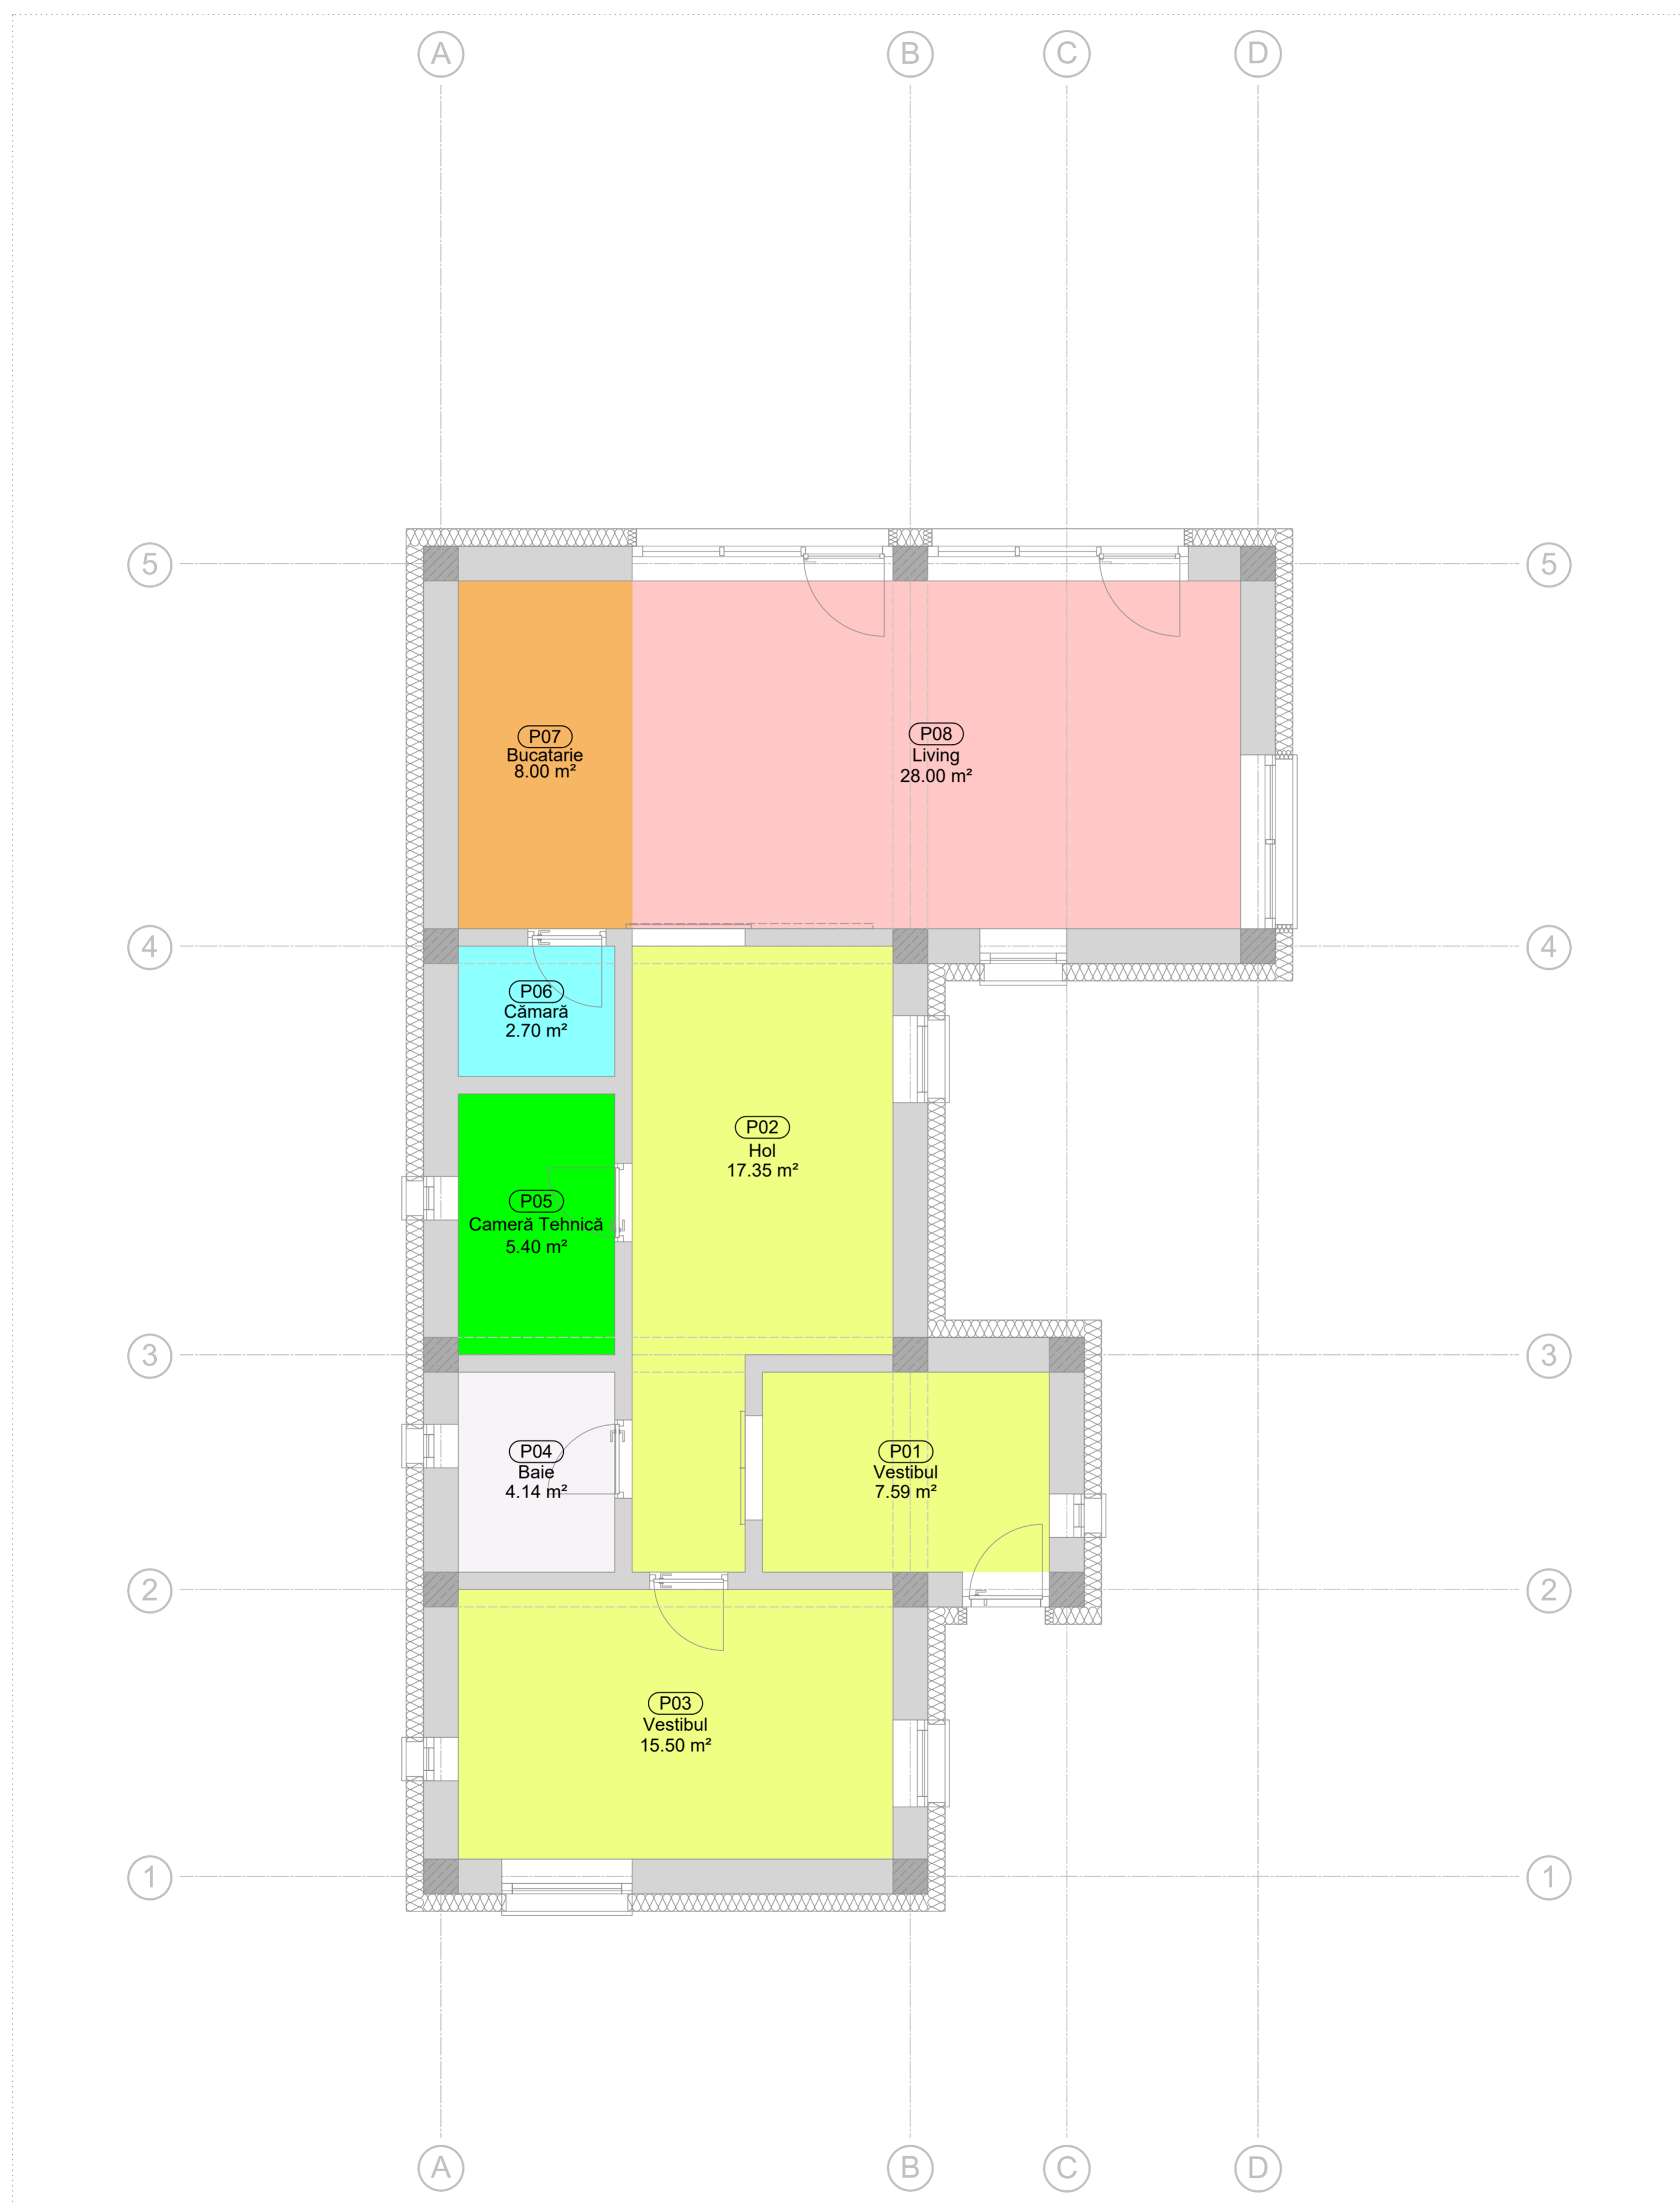 A B C D
5 5
P07
Bucatarie
8.00 m²
P08
Living
28.00 m²
4 4
P06
Cămară
2.70 m²
P02
Hol
17.35 m²
P05
Cameră Tehnică
5.40 m²
3 3
P04
Baie
4.14 m²
P01
Vestibul
7.59 m²
2 2
P03
Vestibul
15.50 m²
1 1
A B C D